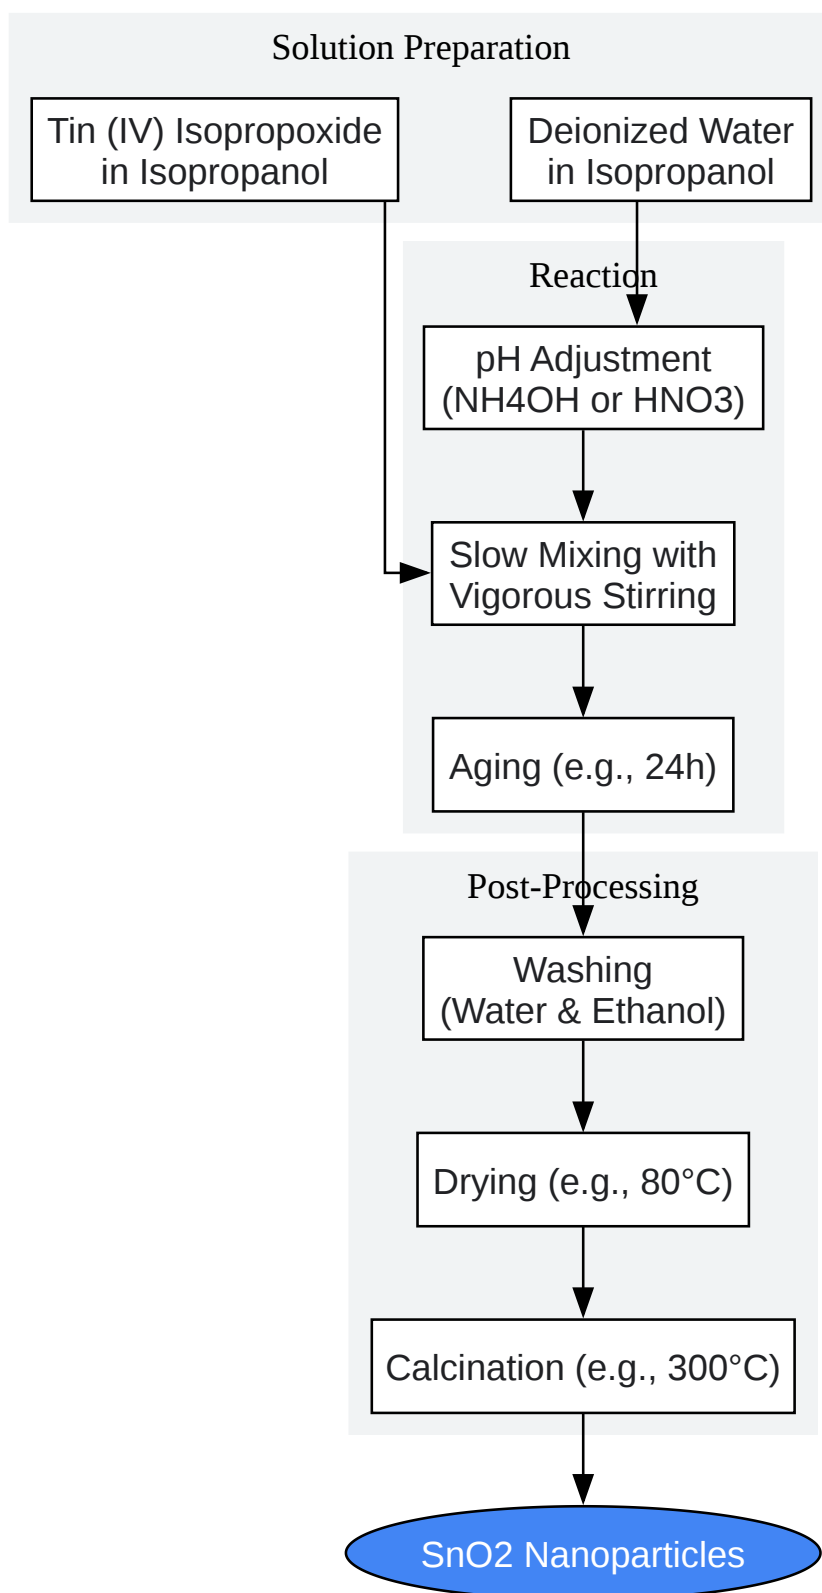 Solution Preparation
Tin (IV) Isopropoxide
in Isopropanol
Deionized Water
in Isopropanol
Reaction
pH Adjustment
(NH4OH or HNO3)
Slow Mixing with
Vigorous Stirring
Aging (e.g., 24h)
Post-Processing
Washing
(Water & Ethanol)
Drying (e.g., 80°C)
Calcination (e.g., 300°C)
SnO2 Nanoparticles